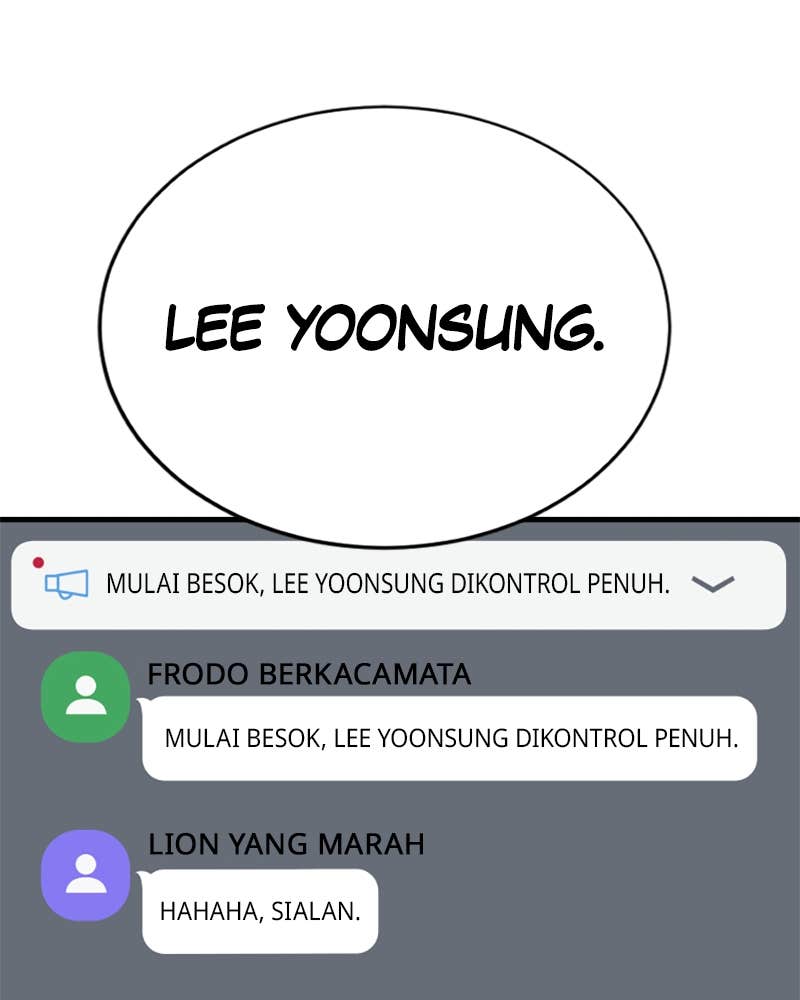 LEE YOONSUNG.
MULAI BESOK, LEE YOONSUNG DIKONTROL PENUH.
FRODO BERKACAMATA
MULAI BESOK, LEE YOONSUNG DIKONTROL PENUH.
LION YANG MARAH
HAHAHA, SIALAN.